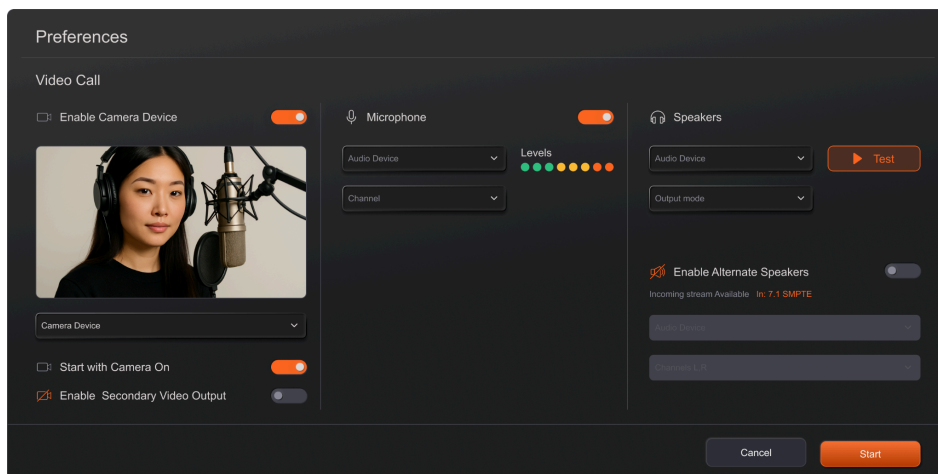 Preferences
Video Call
Enable Camera Device
Camera Device
Start with Camera On
Enable Secondary Video Output
Microphone
Audio Device
Levels
Channel
Speakers
Audio Device
Test
Output mode
Enable Alternate Speakers
Incoming stream Available In: 7.1 SMPTE
Audio Device
Channels L/R
Cancel
Start